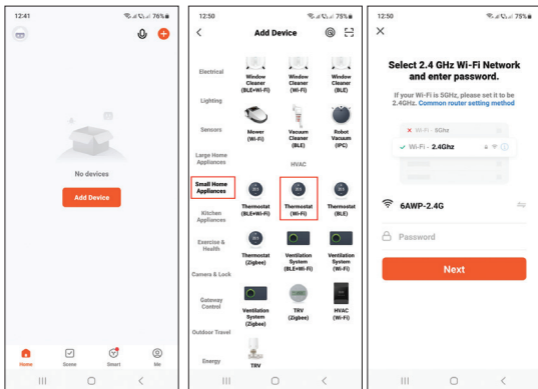 12:41
76%
No devices
Add Device
Home
Scene
Smart
Me
12:50
75%
Add Device
Electrical
Lighting
Sensors
Large Home
Appliances
Small Home
Appliances
Kitchen
Appliances
Exercise &
Health
Camera & Lock
Gateway
Control
Outdoor Travel
Energy
Window
Cleaner
(BLE+Wi-Fi)
Window
Cleaner
(Wi-Fi)
Window
Cleaner
(BLE)
Mower
(Wi-Fi)
Vacuum
Cleaner
(BLE)
Robot
Vacuum
(IPC)
HVAC
Thermostat
(BLE+Wi-Fi)
Thermostat
(Wi-Fi)
Thermostat
(BLE)
Thermostat
(Zigbee)
Ventilation
System
(BLE+Wi-Fi)
Ventilation
System
(Wi-Fi)
Ventilation
System
(Zigbee)
TRV
(Zigbee)
HVAC
(Wi-Fi)
TRV
12:50
75%
Select 2.4 GHz Wi-Fi Network
and enter password.
If your Wi-Fi is 5GHz, please set it to be
2.4GHz. Common router setting method
Wi-Fi - 5Ghz
Wi-Fi - 2.4Ghz
6AWP-2.4G
Password
Next